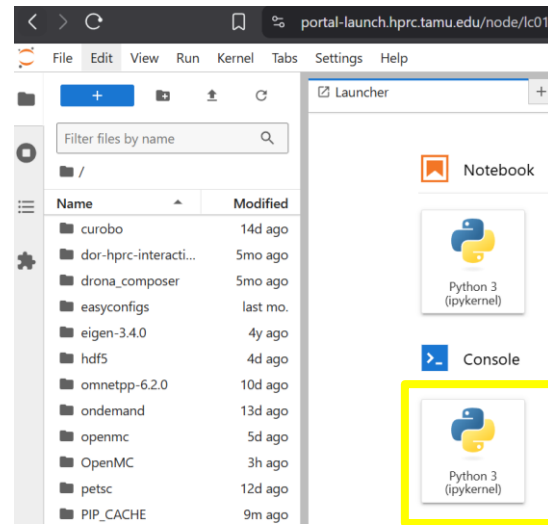 portal-launch.hprc.tamu.edu/node/lc01
File Edit View Run Kernel Tabs Settings Help
+
Launcher +
Filter files by name
/
Name Modified
curobo 14d ago
dor-hprc-interacti... 5mo ago
drona_composer 5mo ago
easyconfigs last mo.
eigen-3.4.0 4y ago
hdf5 4d ago
omnetpp-6.2.0 10d ago
ondemand 13d ago
openmc 5d ago
OpenMC 3h ago
petsc 12d ago
PIP_CACHE 9m ago
Notebook
Python 3
(ipykernel)
Console
Python 3
(ipykernel)